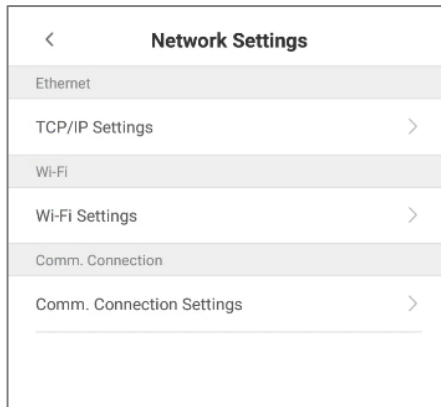 Network Settings
Ethernet
TCP/IP Settings
Wi-Fi
Wi-Fi Settings
Comm. Connection
Comm. Connection Settings